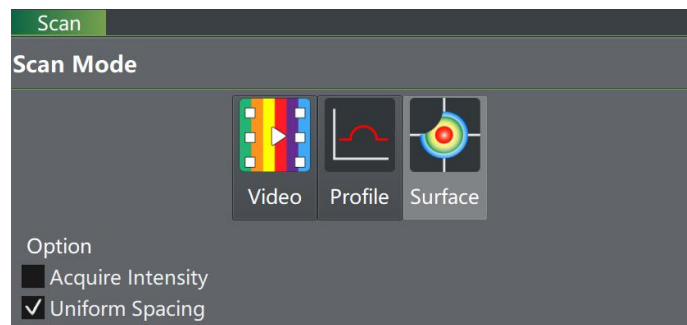 Scan
Scan Mode
Video Profile Surface
Option
Acquire Intensity
Uniform Spacing